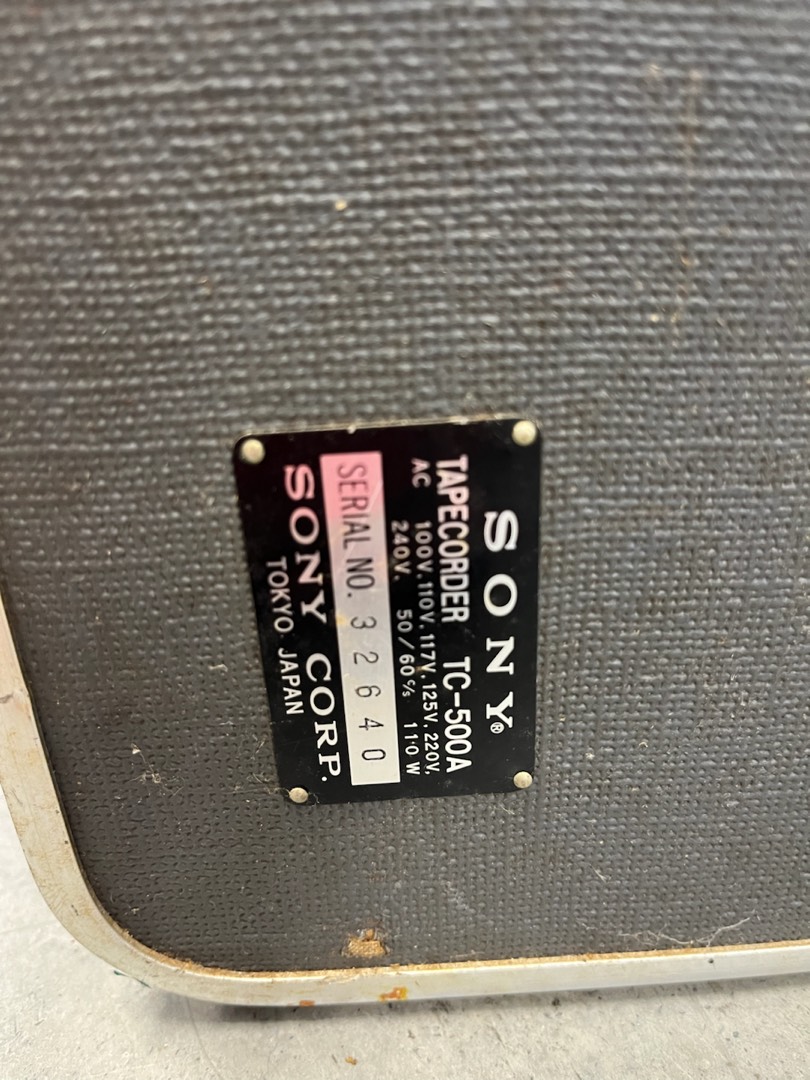 SONY®
TAPECORDER TC-500A
AC 100V. 110V. 117V. 125V. 220V.
240V. 50/60 c/s 110W
SERIAL NO. 32640
SONY CORP.
TOKYO JAPAN